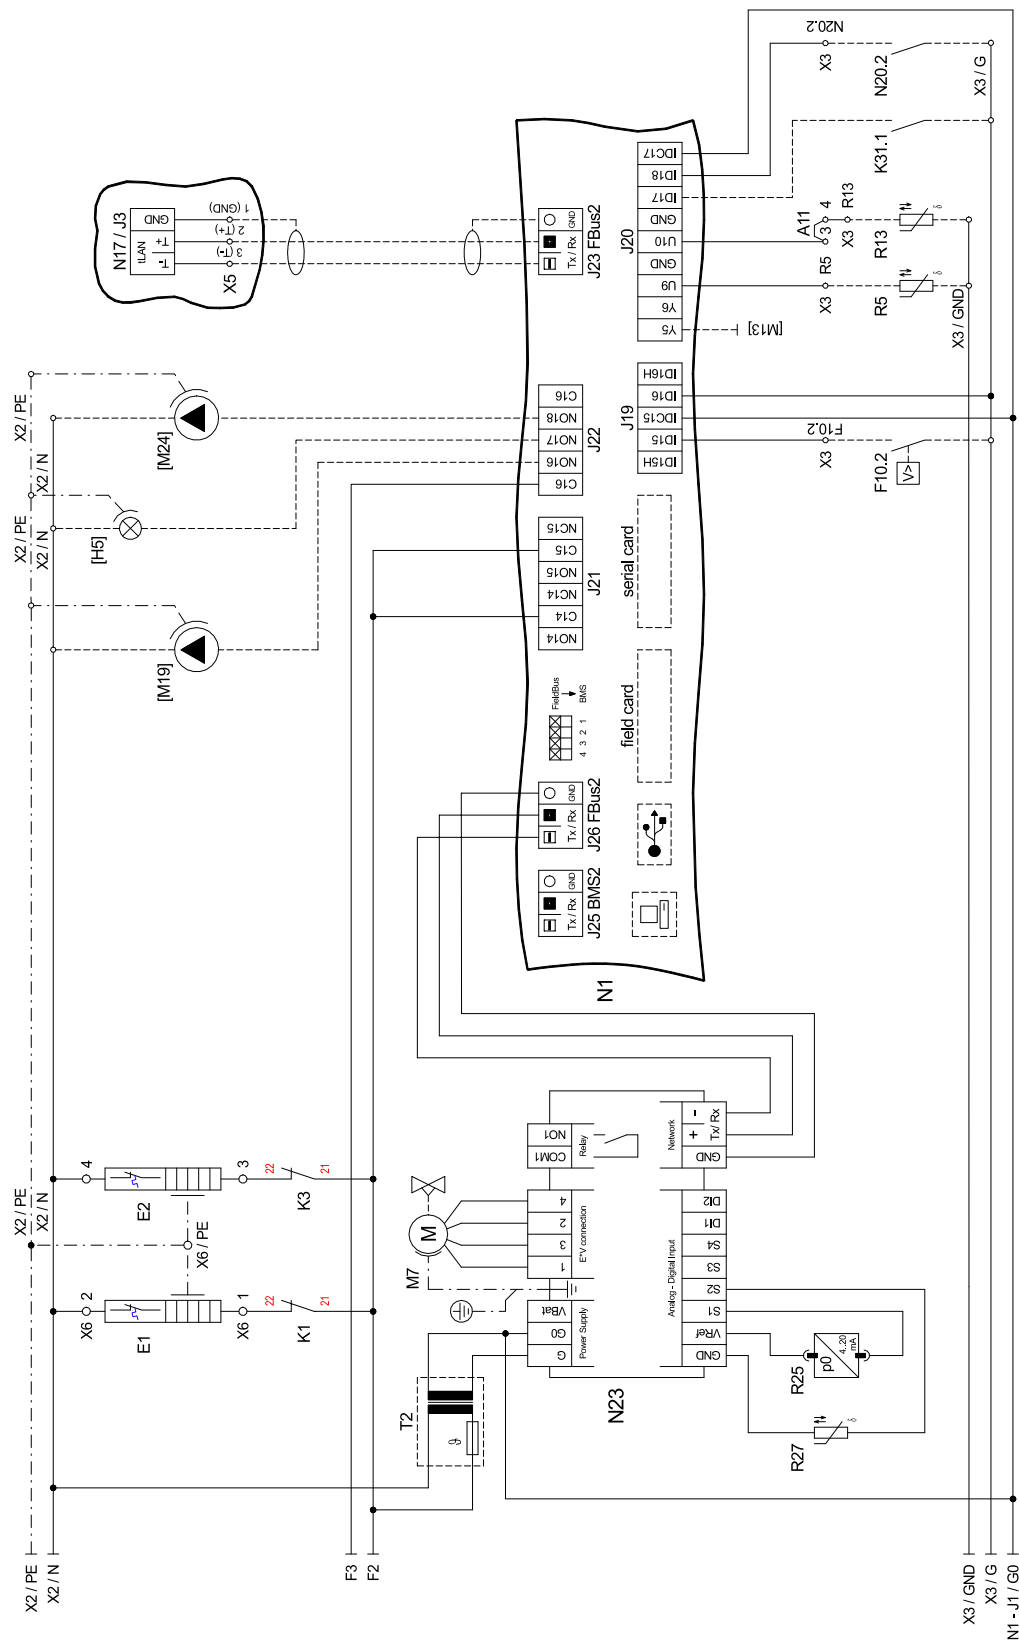 X2 / PE
X2 / N
F3
F2
X3 / GND
X3 / G
N1 - J1 / G0
X6
2
E1
X6
1
22
21
K1
X2 / PE
X2 / N
4
E2
X6 / PE
3
22
21
K3
T2
ϑ
M7
M
N23
G
G0
VBat
Power Supply
1
3
2
4
E*V connection
COM1
NO1
Relay
GND
VRef
S1
S2
S3
S4
DI1
DI2
Analog - Digital Input
GND
+
-
Tx/ Rx
Network
R27
R25
p0
4..20
mA
N1
Tx / Rx
GND
J25 BMS2
Tx / Rx
GND
J26 FBus2
4 3 2 1
FieldBus
BMS
field card
serial card
NO14
C14
NC14
NO15
C15
NC15
J21
C16
NO16
NO17
NO18
C16
J22
Tx / Rx
GND
J23 FBus2
[M19]
X2 / PE
X2 / N
[H5]
X2 / PE
X2 / N
[M24]
N17 / J3
tLAN
T-
T+
GND
3 (T-)
2 (T+)
1 (GND)
X5
ID15H
ID15
IDC15
ID16
ID16H
J19
Y5
Y6
U9
GND
U10
GND
ID17
ID18
IDC17
J20
[M13]
X3
F10.2
F10.2
V>
X3
R5
R5
X3 / GND
A11
3
4
X3
R13
R13
K31.1
X3
N20.2
N20.2
X3 / G